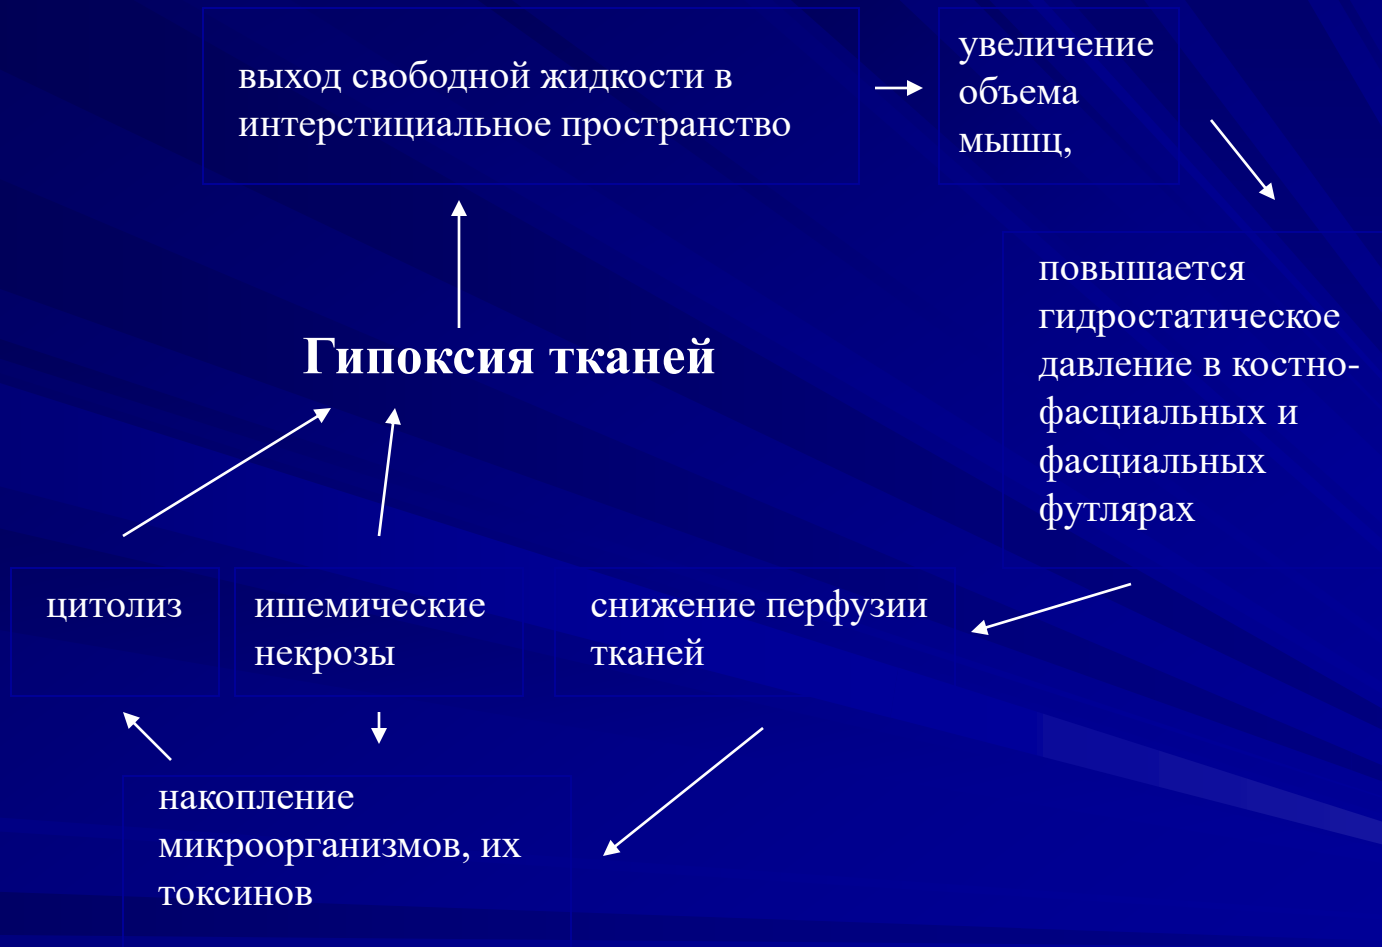 выход свободной жидкости в
интерстициальное пространство
увеличение
объема
мышц,
повышается
гидростатическое
давление в костно-
фасциальных и
фасциальных
футлярах
Гипоксия тканей
цитолиз
ишемические
некрозы
снижение перфузии
тканей
накопление
микроорганизмов, их
токсинов